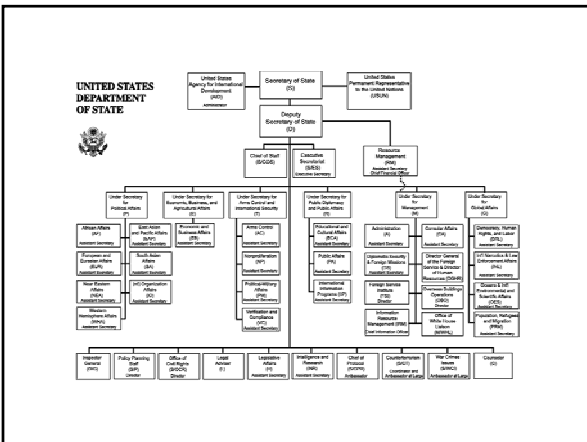 UNITED STATES
DEPARTMENT
OF STATE
United States
Agency for International
Development (AID)
Administrator
Secretary of State
(S)
United States
Permanent Representative
to the United Nations
(USUN)
Deputy
Secretary of State
(D)
Chief of Staff
(S/COS)
Executive
Secretariat
(S/ES)
Executive Secretary
Resource
Management
(RM)
Assistant Secretary
Chief Financial Officer
Under Secretary
for
Political Affairs
(P)
Under Secretary for
Economic, Business, and
Agricultural Affairs
(E)
Under Secretary for
Arms Control and
International Security
(T)
Under Secretary
for Public Diplomacy
and Public Affairs
(R)
Under Secretary
for
Management
(M)
Under Secretary
for
Global Affairs
(G)
African Affairs
(AF)
Assistant Secretary
European and
Eurasian Affairs
(EUR)
Assistant Secretary
Near Eastern
Affairs
(NEA)
Assistant Secretary
Western
Hemisphere Affairs
(WHA)
Assistant Secretary
East Asian
and Pacific Affairs
(EAP)
Assistant Secretary
South Asian
Affairs
(SA)
Assistant Secretary
Int'l Organization
Affairs
(IO)
Assistant Secretary
Economic and
Business Affairs
(EB)
Assistant Secretary
Arms Control
(AC)
Assistant Secretary
Nonproliferation
(NP)
Assistant Secretary
Political-Military
Affairs
(PM)
Assistant Secretary
Verification and
Compliance
(VC)
Assistant Secretary
Educational and
Cultural Affairs
(ECA)
Assistant Secretary
Public Affairs
(PA)
Assistant Secretary
International
Information
Programs (IIP)
Administration
(A)
Assistant Secretary
Diplomatic Security
& Foreign Missions
(DS)
Assistant Secretary
Foreign Service
Institute
(FSI)
Director
Information
Resource
Management (IRM)
Chief Information Officer
Consular Affairs
(CA)
Assistant Secretary
Director General
of the Foreign
Service & Director
of Human
Resources (DGHR)
Overseas Buildings
Operations
(OBO)
Director
Office of
White House
Liaison
(M/WHL)
Democracy, Human
Rights, and Labor
(DRL)
Assistant Secretary
Int'l Narcotics & Law
Enforcement Affairs
(INL)
Assistant Secretary
Oceans & Int'l
Environmental and
Scientific Affairs
(OES)
Assistant Secretary
Population, Refugees
and Migration
(PRM)
Assistant Secretary
Inspector
General
(OIG)
Policy Planning
Staff
(S/P)
Director
Office of
Civil Rights
(S/OCR)
Director
Legal
Adviser
(L)
Legislative
Affairs
(H)
Assistant Secretary
Intelligence and
Research
(INR)
Assistant Secretary
Chief of
Protocol
(S/CPR)
Ambassador
Counterterrorism
(S/CT)
Coordinator and
Ambassador at Large
War Crimes
Issues
(S/WCI)
Ambassador at Large
Counselor
(C)